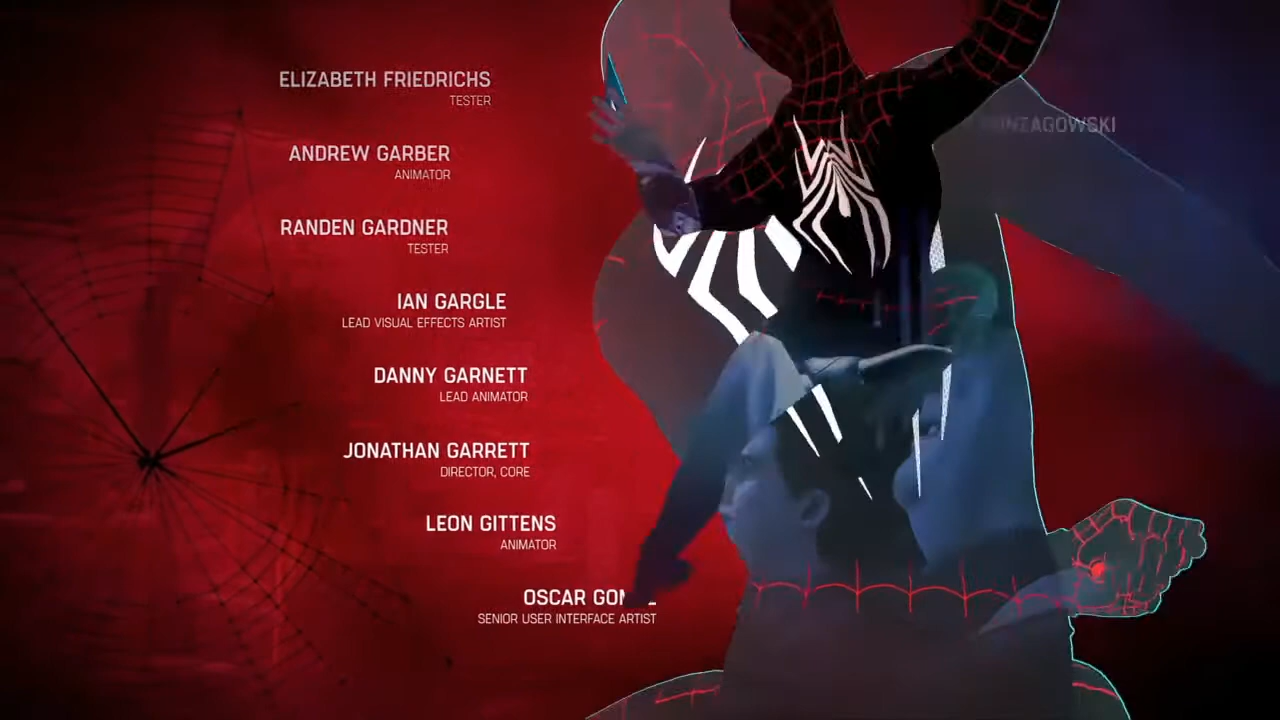 ELIZABETH FRIEDRICHS
TESTER
ANDREW GARBER
ANIMATOR
RANDEN GARDNER
TESTER
IAN GARGLE
LEAD VISUAL EFFECTS ARTIST
DANNY GARNETT
LEAD ANIMATOR
JONATHAN GARRETT
DIRECTOR, CORE
LEON GITTENS
ANIMATOR
OSCAR
SENIOR USER INTERFACE ARTIST